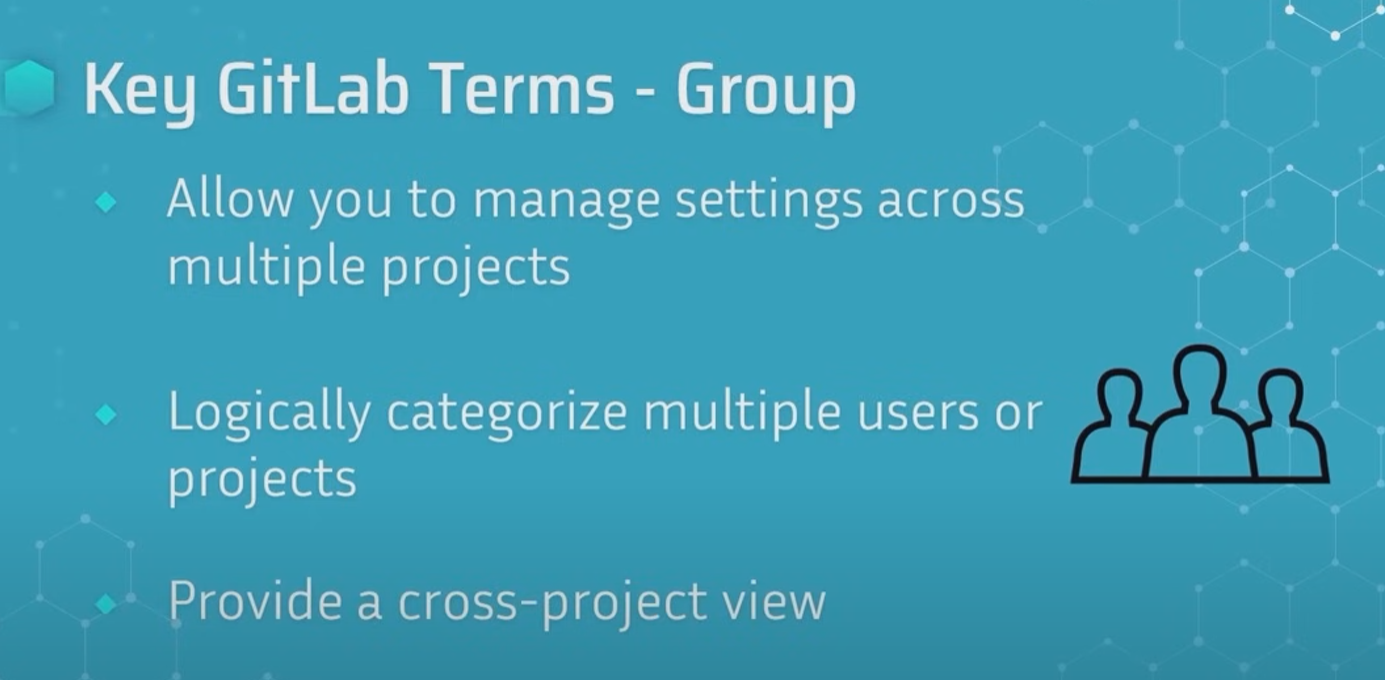 Key GitLab Terms - Group
Allow you to manage settings across
multiple projects
Logically categorize multiple users or
projects
Provide a cross-project view